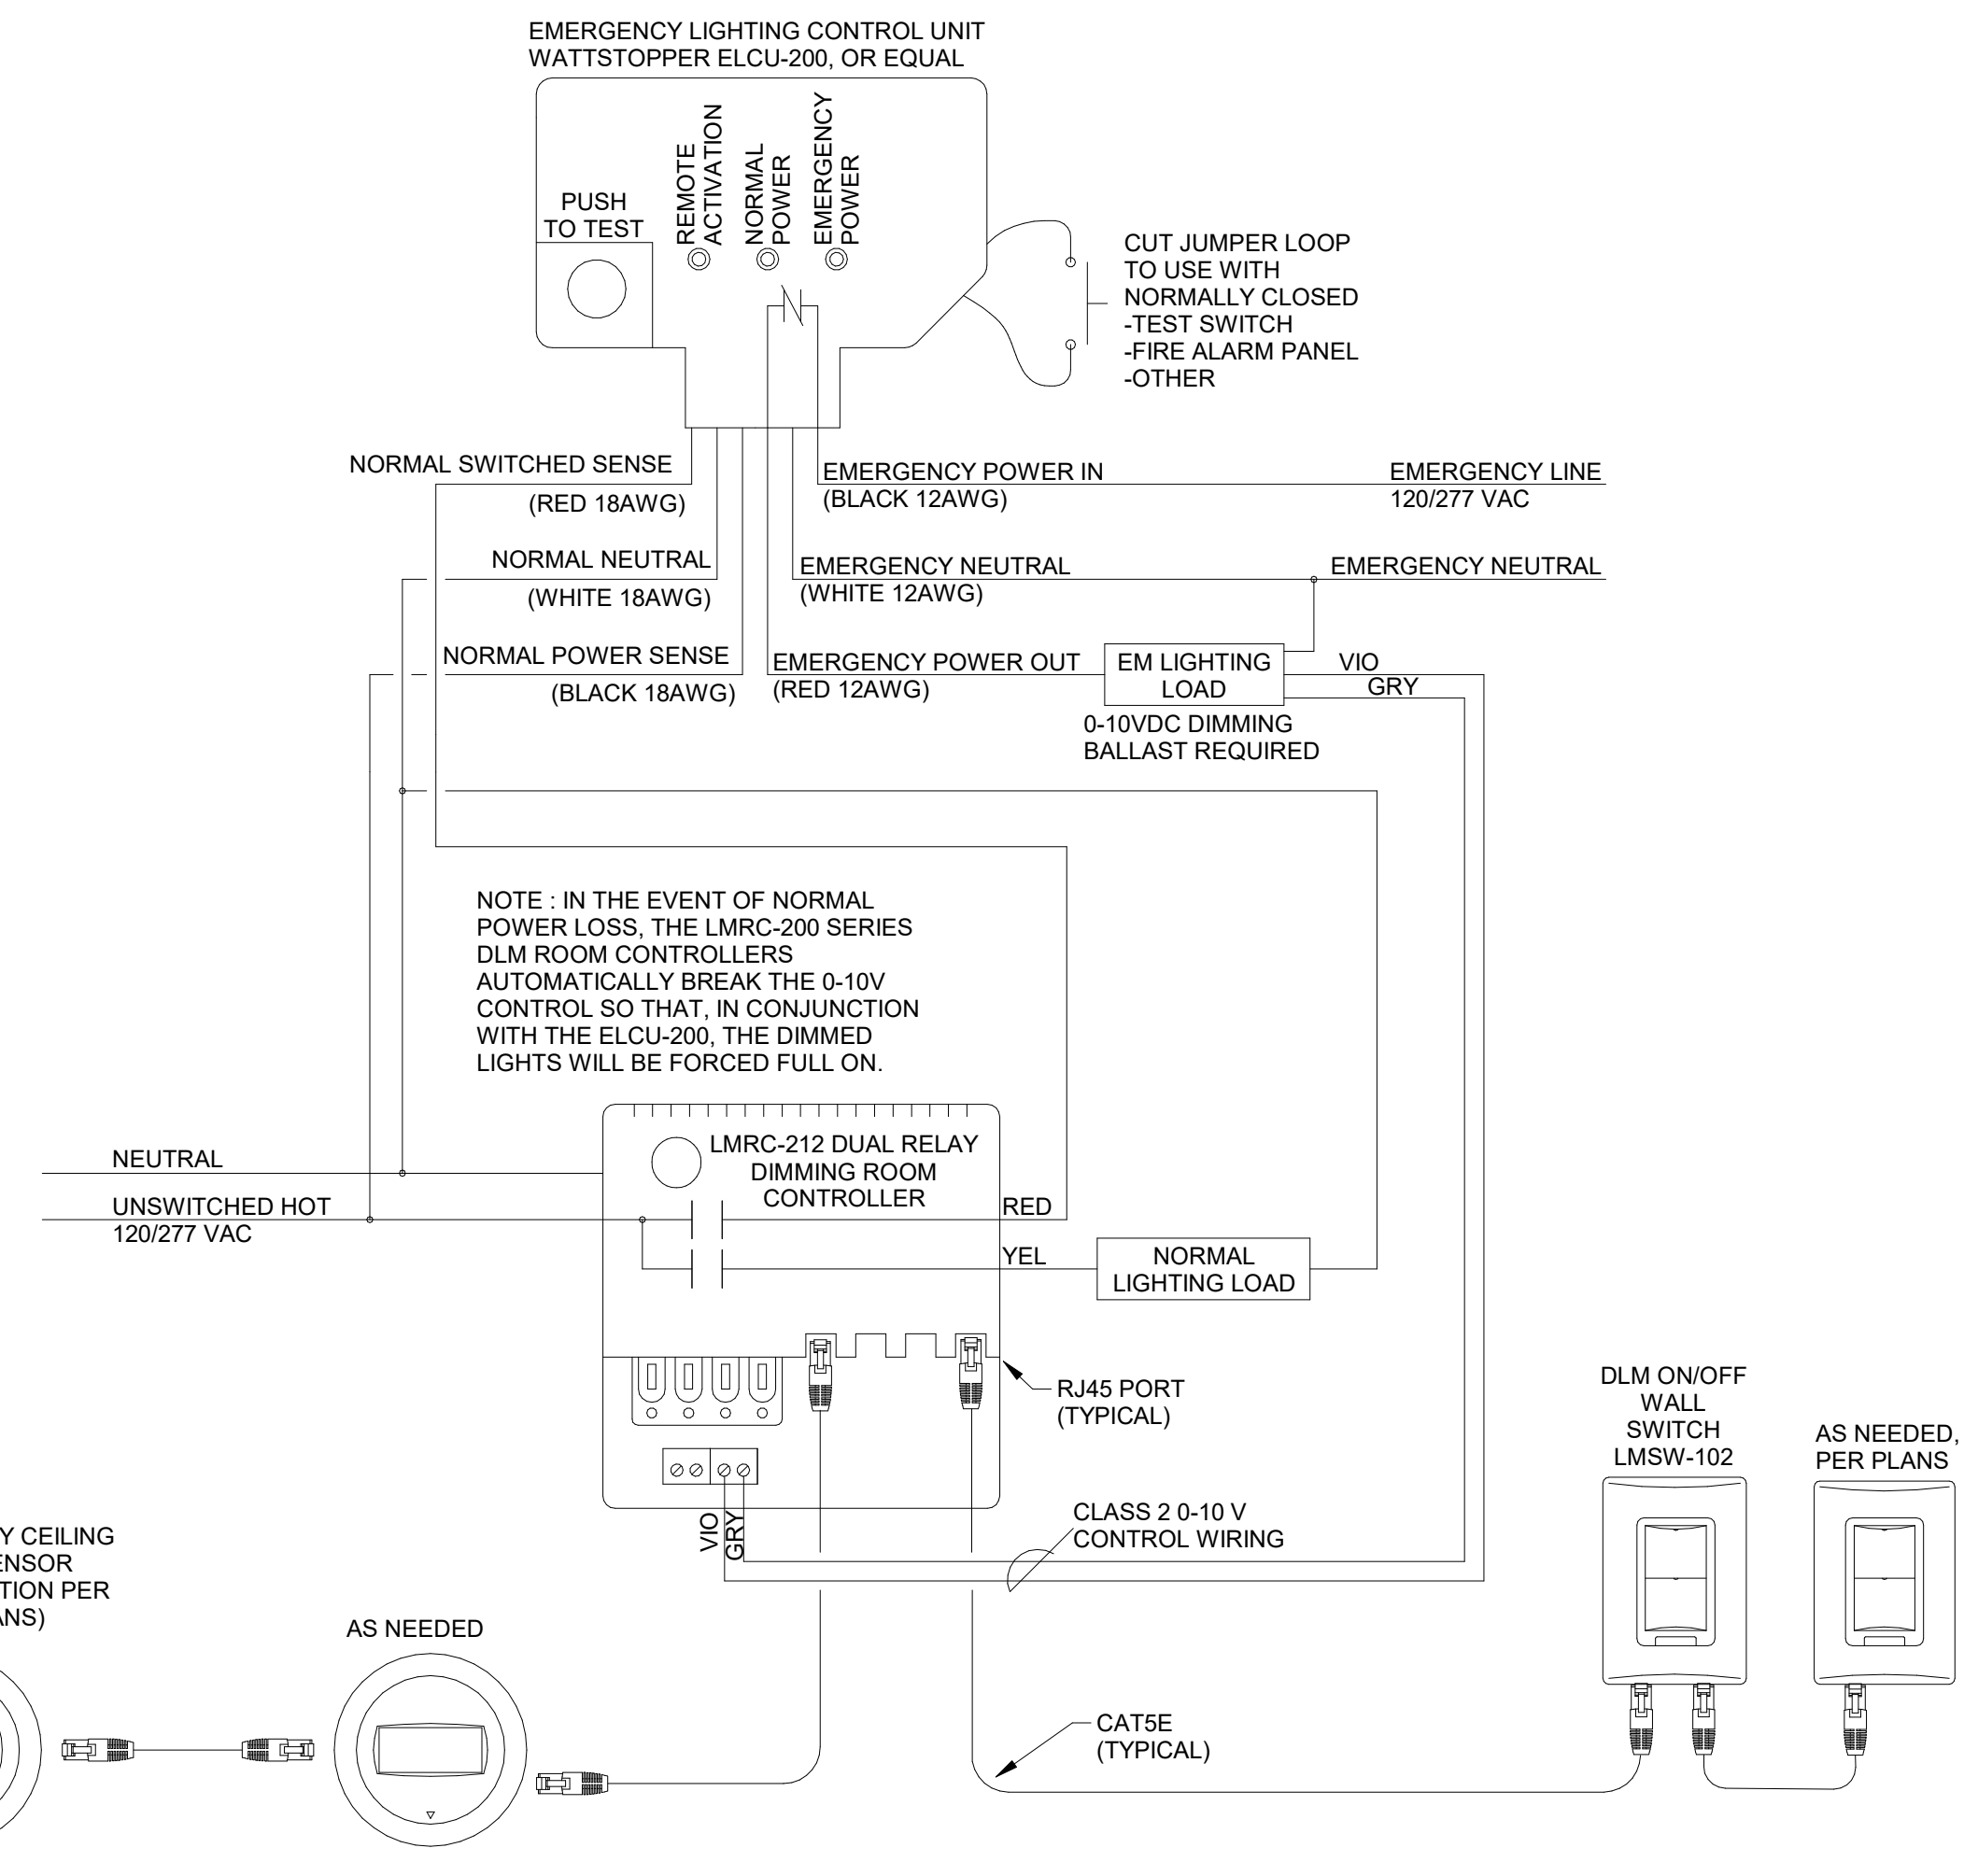 EMERGENCY LIGHTING CONTROL UNIT
WATTSTOPPER ELCU-200, OR EQUAL
PUSH
TO TEST
REMOTE
ACTIVATION
NORMAL
POWER
EMERGENCY
POWER
CUT JUMPER LOOP
TO USE WITH
NORMALLY CLOSED
-TEST SWITCH
-FIRE ALARM PANEL
-OTHER
NORMAL SWITCHED SENSE
(RED 18AWG)
EMERGENCY POWER IN
(BLACK 12AWG)
EMERGENCY LINE
120/277 VAC
NORMAL NEUTRAL
(WHITE 18AWG)
EMERGENCY NEUTRAL
(WHITE 12AWG)
EMERGENCY NEUTRAL
NORMAL POWER SENSE
(BLACK 18AWG)
EMERGENCY POWER OUT
(RED 12AWG)
EM LIGHTING
LOAD
VIO
GRY
0-10VDC DIMMING
BALLAST REQUIRED
NOTE : IN THE EVENT OF NORMAL
POWER LOSS, THE LMRC-200 SERIES
DLM ROOM CONTROLLERS
AUTOMATICALLY BREAK THE 0-10V
CONTROL SO THAT, IN CONJUNCTION
WITH THE ELCU-200, THE DIMMED
LIGHTS WILL BE FORCED FULL ON.
NEUTRAL
UNSWITCHED HOT
120/277 VAC
LMRC-212 DUAL RELAY
DIMMING ROOM
CONTROLLER
RED
YEL
NORMAL
LIGHTING LOAD
RJ45 PORT
(TYPICAL)
DLM ON/OFF
WALL
SWITCH
LMSW-102
AS NEEDED,
PER PLANS
VIO
GRY
CLASS 2 0-10 V
CONTROL WIRING
Y CEILING
ENSOR
TION PER
ANS)
AS NEEDED
CAT5E
(TYPICAL)